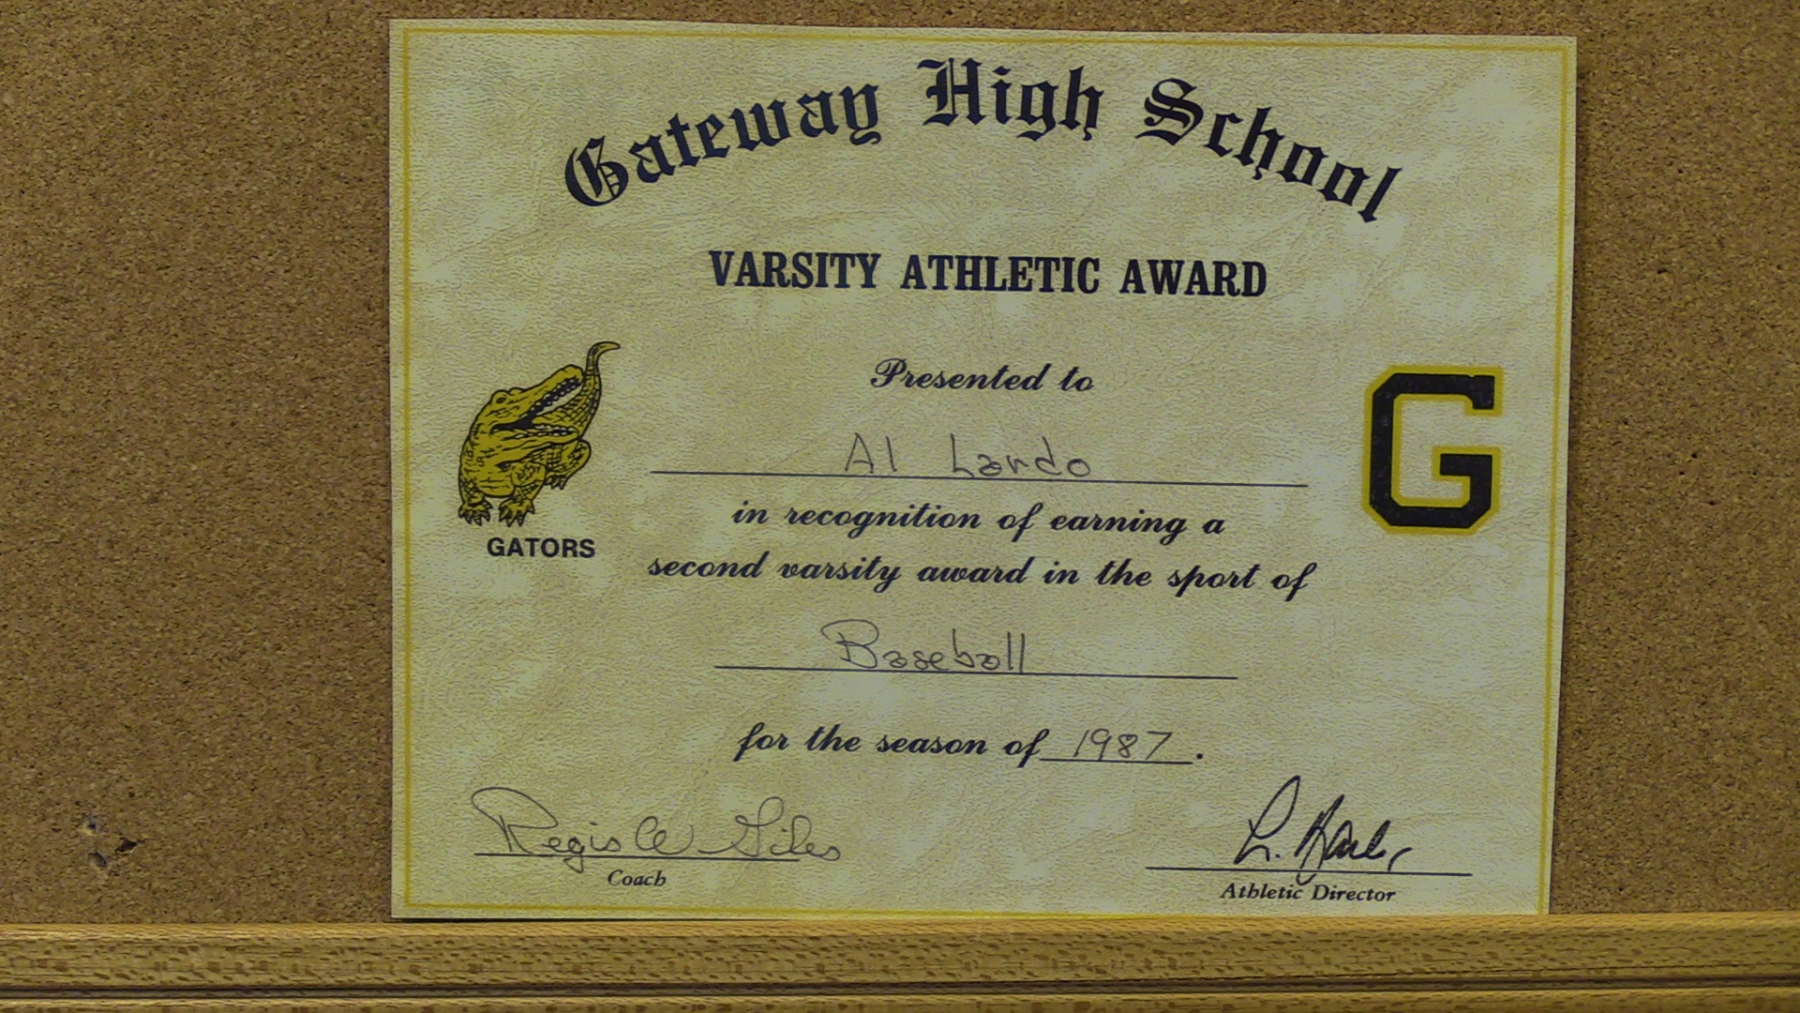 Gateway High School
VARSITY ATHLETIC AWARD
Presented to
Al Lardo
in recognition of earning a
second varsity award in the sport of
Baseball
for the season of 1987.
GATORS
G
Regis Giles
Coach
L.
Athletic Director